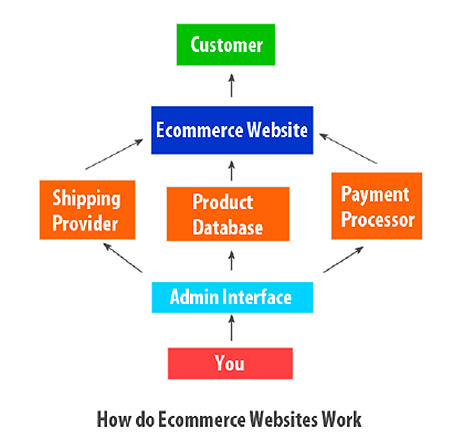 Customer
Ecommerce Website
Shipping
Provider
Product
Database
Payment
Processor
Admin Interface
You
How do Ecommerce Websites Work